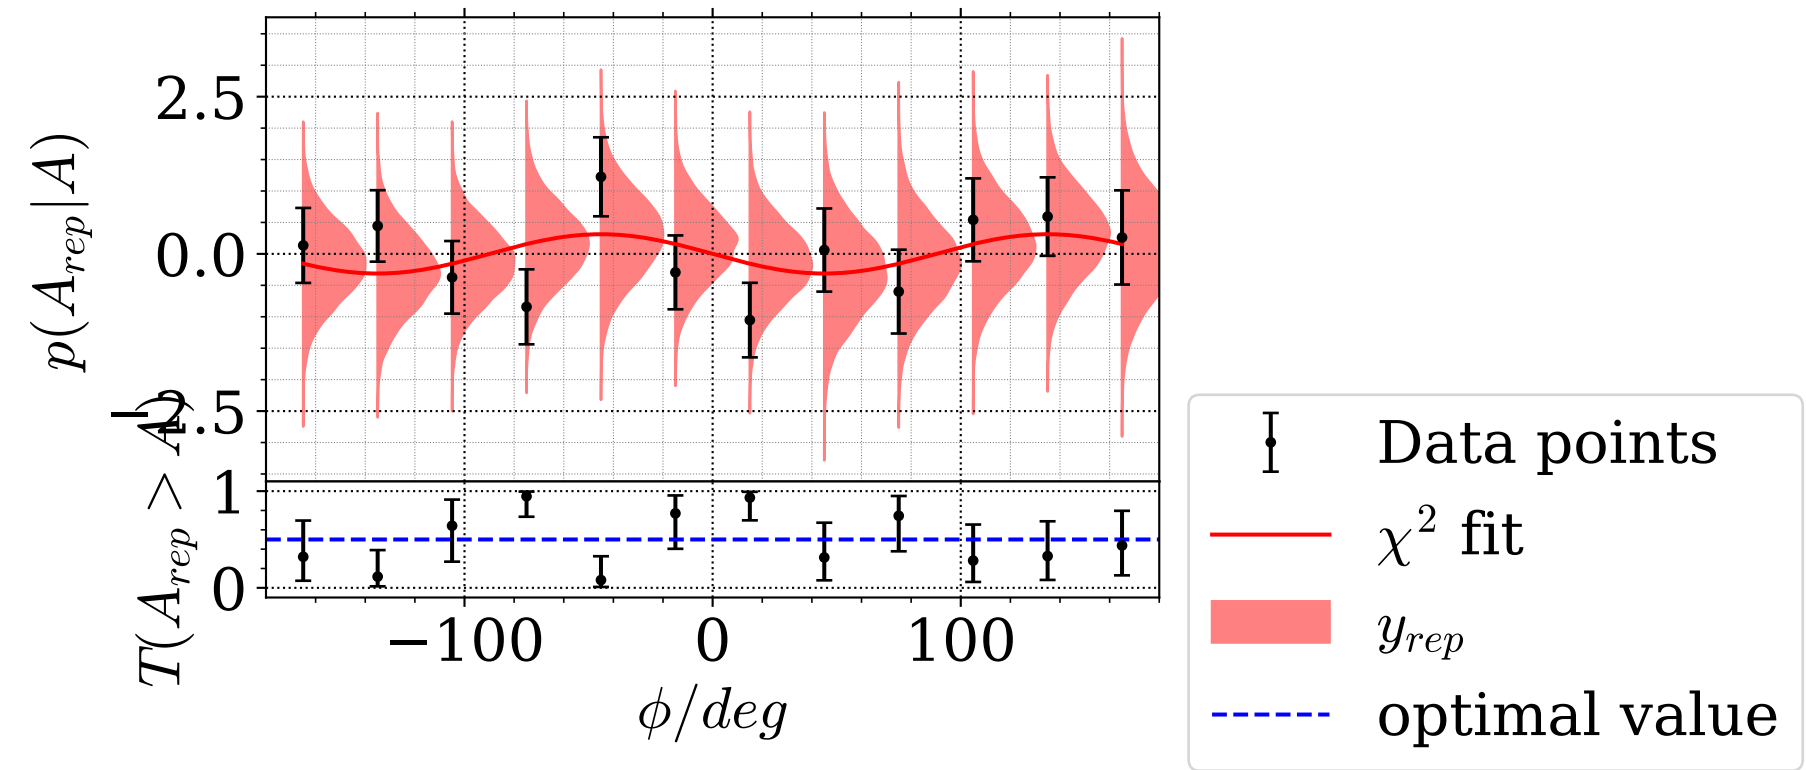 p(A_rep|A)
2.5
0.0
−2.5
T(A_rep > A)
1
0
−100 0 100
ϕ/deg
Data points
χ² fit
y_rep
optimal value